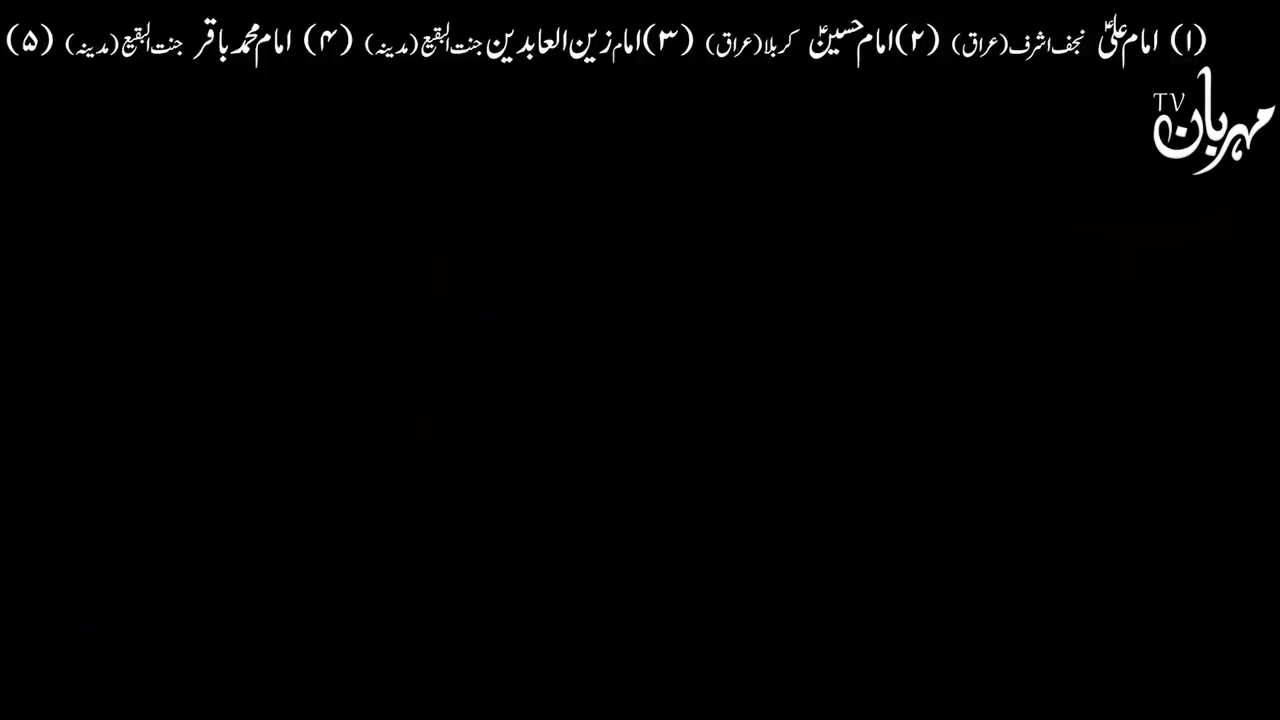 (۱) امام علیؑ نجف اشرف (عراق) (۲) امام حسینؑ کربلا (عراق) (۳) امام زین العابدین جنت البقیع (مدینہ) (۴) امام محمد باقر جنت البقیع (مدینہ) (۵)
TV
مہربان